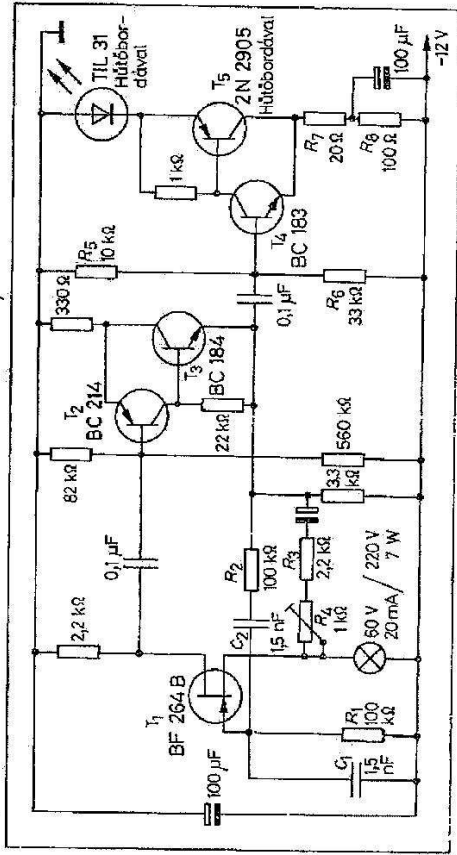 100 µF
2,2 kΩ
T₁
BF 264 B
C₁
1,5
nF
R₁
100
kΩ
0,1 µF
82 kΩ
T₂
BC 214
330 Ω
T₃
BC 184
22 kΩ
C₂
1,5 nF
R₂
100 kΩ
R₃
2,2 kΩ
R₄
1 kΩ
60 V
20 mA / 220 V
7 W
560 kΩ
3,3
kΩ
R₅
10 kΩ
0,1 µF
R₆
33 kΩ
T₄
BC 183
1 kΩ
TIL 31
Hűtőbor-
dával
T₅
2N 2905
Hűtőbordával
R₇
20 Ω
R₈
100 Ω
100 µF
-12 V